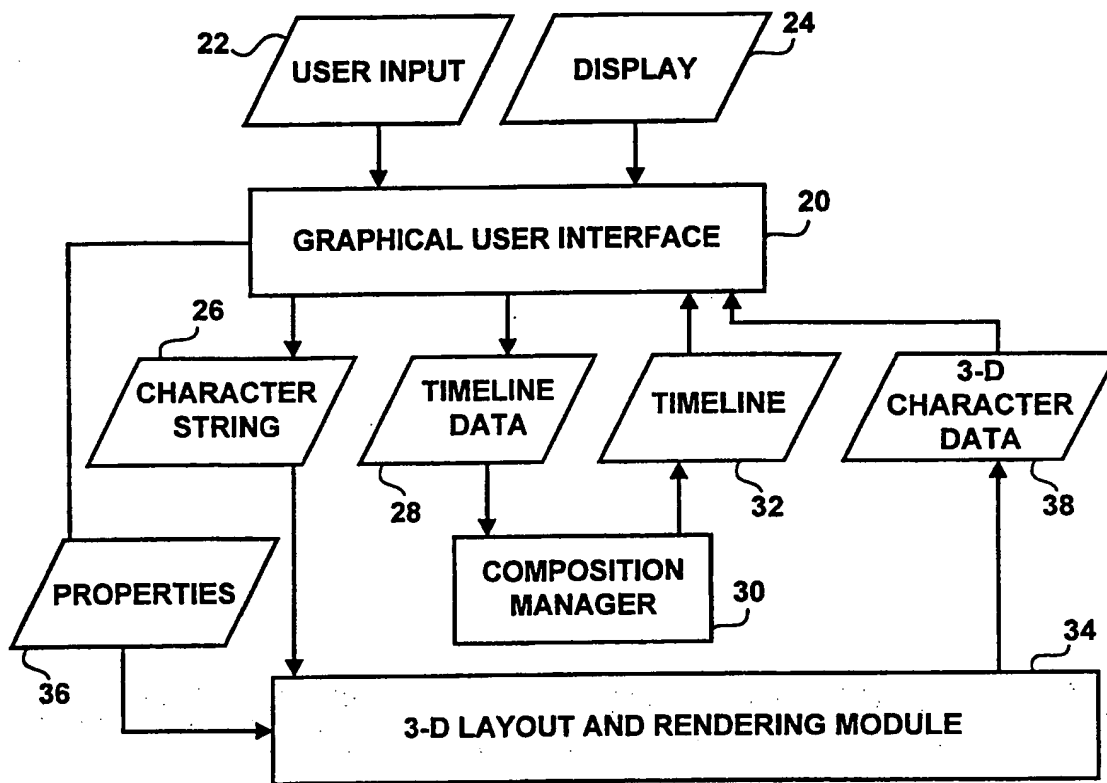 22
USER INPUT
DISPLAY
24
GRAPHICAL USER INTERFACE
20
26
CHARACTER
STRING
TIMELINE
DATA
28
TIMELINE
32
3-D
CHARACTER
DATA
38
PROPERTIES
36
COMPOSITION
MANAGER
30
34
3-D LAYOUT AND RENDERING MODULE